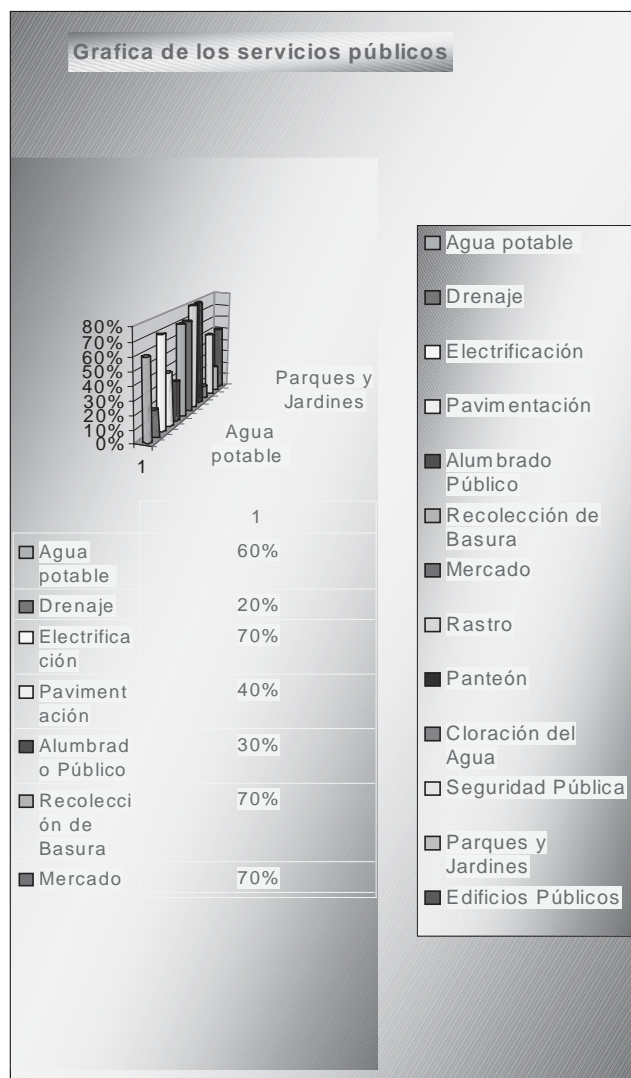 Grafica de los servicios públicos
80%
70%
60%
50%
40%
30%
20%
10%
0%
1
Agua
potable
Parques y
Jardines
1
Agua
potable
60%
Drenaje
20%
Electrifica
ción
70%
Paviment
ación
40%
Alumbrad
o Público
30%
Recolecci
ón de
Basura
70%
Mercado
70%
Agua potable
Drenaje
Electrificación
Pavimentación
Alumbrado
Público
Recolección de
Basura
Mercado
Rastro
Panteón
Cloración del
Agua
Seguridad Pública
Parques y
Jardines
Edificios Públicos